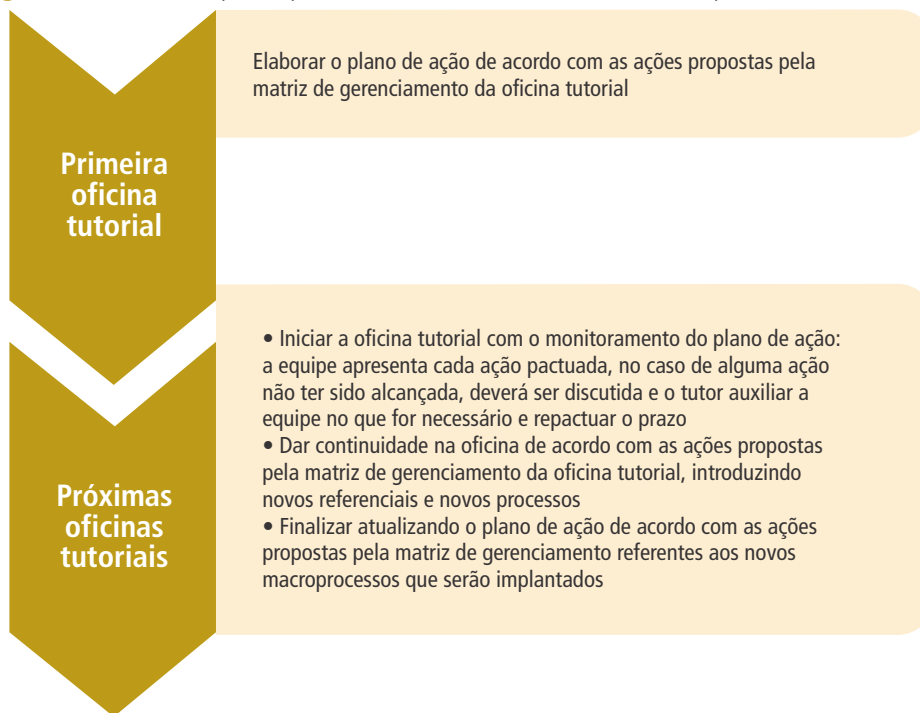 Elaborar o plano de ação de acordo com as ações propostas pela
matriz de gerenciamento da oficina tutorial
Primeira
oficina
tutorial
• Iniciar a oficina tutorial com o monitoramento do plano de ação:
a equipe apresenta cada ação pactuada, no caso de alguma ação
não ter sido alcançada, deverá ser discutida e o tutor auxiliar a
equipe no que for necessário e repactuar o prazo
• Dar continuidade na oficina de acordo com as ações propostas
pela matriz de gerenciamento da oficina tutorial, introduzindo
novos referenciais e novos processos
• Finalizar atualizando o plano de ação de acordo com as ações
propostas pela matriz de gerenciamento referentes aos novos
macroprocessos que serão implantados
Próximas
oficinas
tutoriais